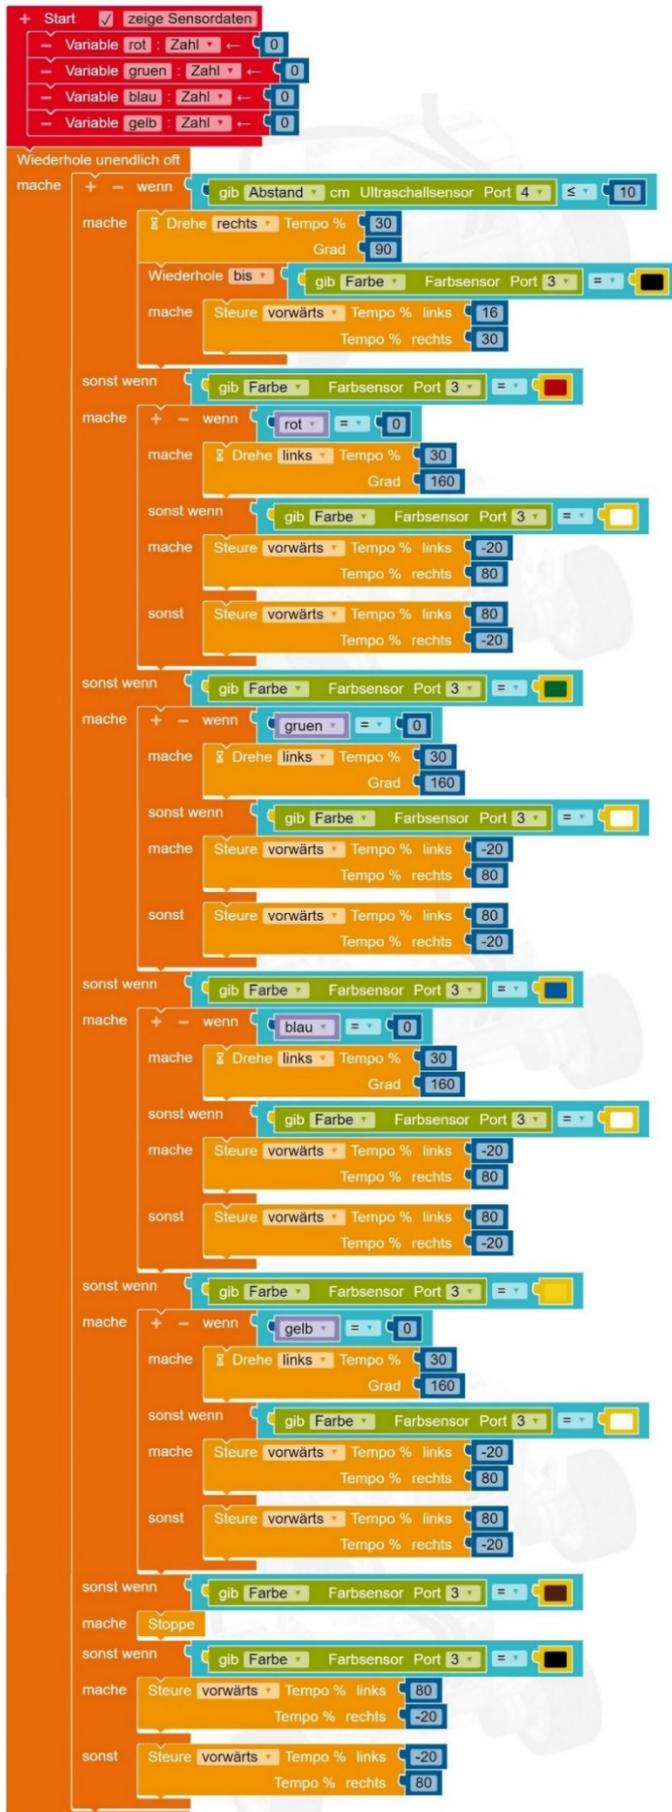 + Start ✓ zeige Sensordaten
− Variable rot : Zahl ← 0
− Variable gruen : Zahl ← 0
− Variable blau : Zahl ← 0
− Variable gelb : Zahl ← 0
Wiederhole unendlich oft
mache + − wenn gib Abstand cm Ultraschallsensor Port 4 ≤ 10
mache Drehe rechts Tempo % 30
Grad 90
Wiederhole bis gib Farbe Farbsensor Port 3 =
mache Steure vorwärts Tempo % links 16
Tempo % rechts 30
sonst wenn gib Farbe Farbsensor Port 3 =
mache + − wenn rot = 0
mache Drehe links Tempo % 30
Grad 160
sonst wenn gib Farbe Farbsensor Port 3 =
mache Steure vorwärts Tempo % links -20
Tempo % rechts 80
sonst Steure vorwärts Tempo % links 80
Tempo % rechts -20
sonst wenn gib Farbe Farbsensor Port 3 =
mache + − wenn gruen = 0
mache Drehe links Tempo % 30
Grad 160
sonst wenn gib Farbe Farbsensor Port 3 =
mache Steure vorwärts Tempo % links -20
Tempo % rechts 80
sonst Steure vorwärts Tempo % links 80
Tempo % rechts -20
sonst wenn gib Farbe Farbsensor Port 3 =
mache + − wenn blau = 0
mache Drehe links Tempo % 30
Grad 160
sonst wenn gib Farbe Farbsensor Port 3 =
mache Steure vorwärts Tempo % links -20
Tempo % rechts 80
sonst Steure vorwärts Tempo % links 80
Tempo % rechts -20
sonst wenn gib Farbe Farbsensor Port 3 =
mache + − wenn gelb = 0
mache Drehe links Tempo % 30
Grad 160
sonst wenn gib Farbe Farbsensor Port 3 =
mache Steure vorwärts Tempo % links -20
Tempo % rechts 80
sonst Steure vorwärts Tempo % links 80
Tempo % rechts -20
sonst wenn gib Farbe Farbsensor Port 3 =
mache Stoppe
sonst wenn gib Farbe Farbsensor Port 3 =
mache Steure vorwärts Tempo % links 80
Tempo % rechts -20
sonst Steure vorwärts Tempo % links -20
Tempo % rechts 80